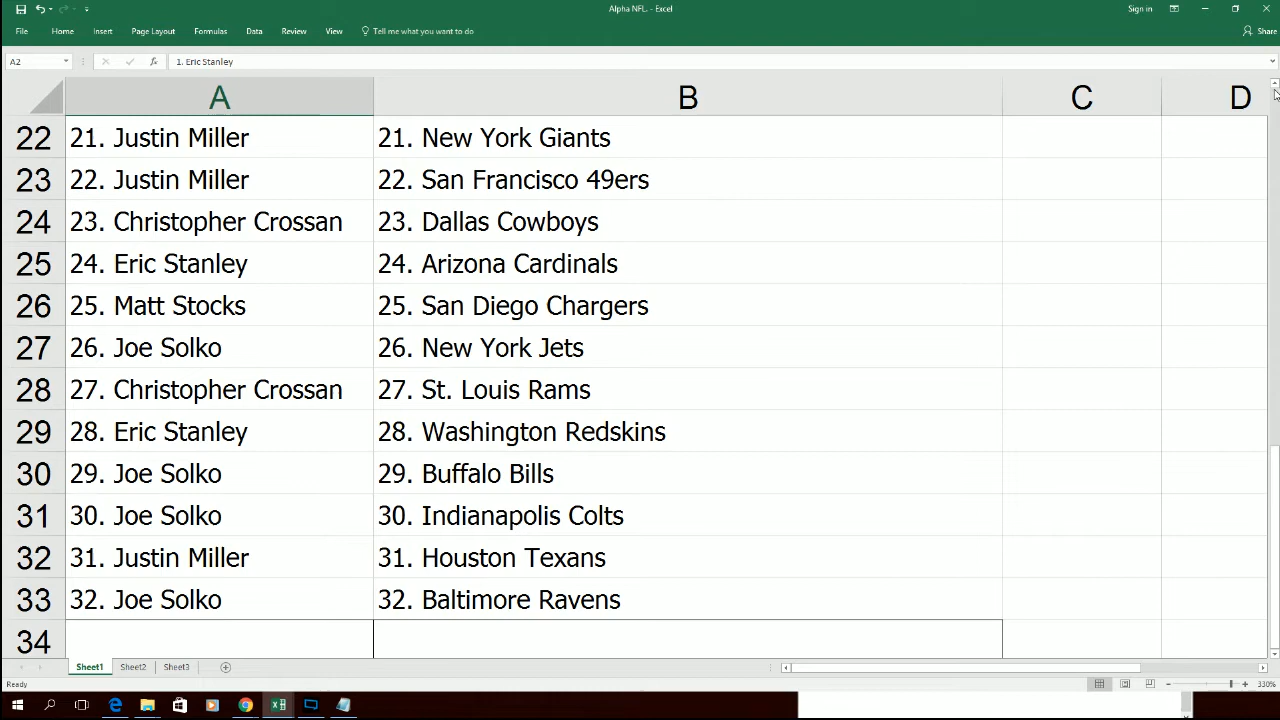 Alpha NFL. - Excel
Sign in
File Home Insert Page Layout Formulas Data Review View Tell me what you want to do Share
A2 fx 1. Eric Stanley
A B C D
22 21. Justin Miller 21. New York Giants
23 22. Justin Miller 22. San Francisco 49ers
24 23. Christopher Crossan 23. Dallas Cowboys
25 24. Eric Stanley 24. Arizona Cardinals
26 25. Matt Stocks 25. San Diego Chargers
27 26. Joe Solko 26. New York Jets
28 27. Christopher Crossan 27. St. Louis Rams
29 28. Eric Stanley 28. Washington Redskins
30 29. Joe Solko 29. Buffalo Bills
31 30. Joe Solko 30. Indianapolis Colts
32 31. Justin Miller 31. Houston Texans
33 32. Joe Solko 32. Baltimore Ravens
34
Sheet1 Sheet2 Sheet3
Ready 330%